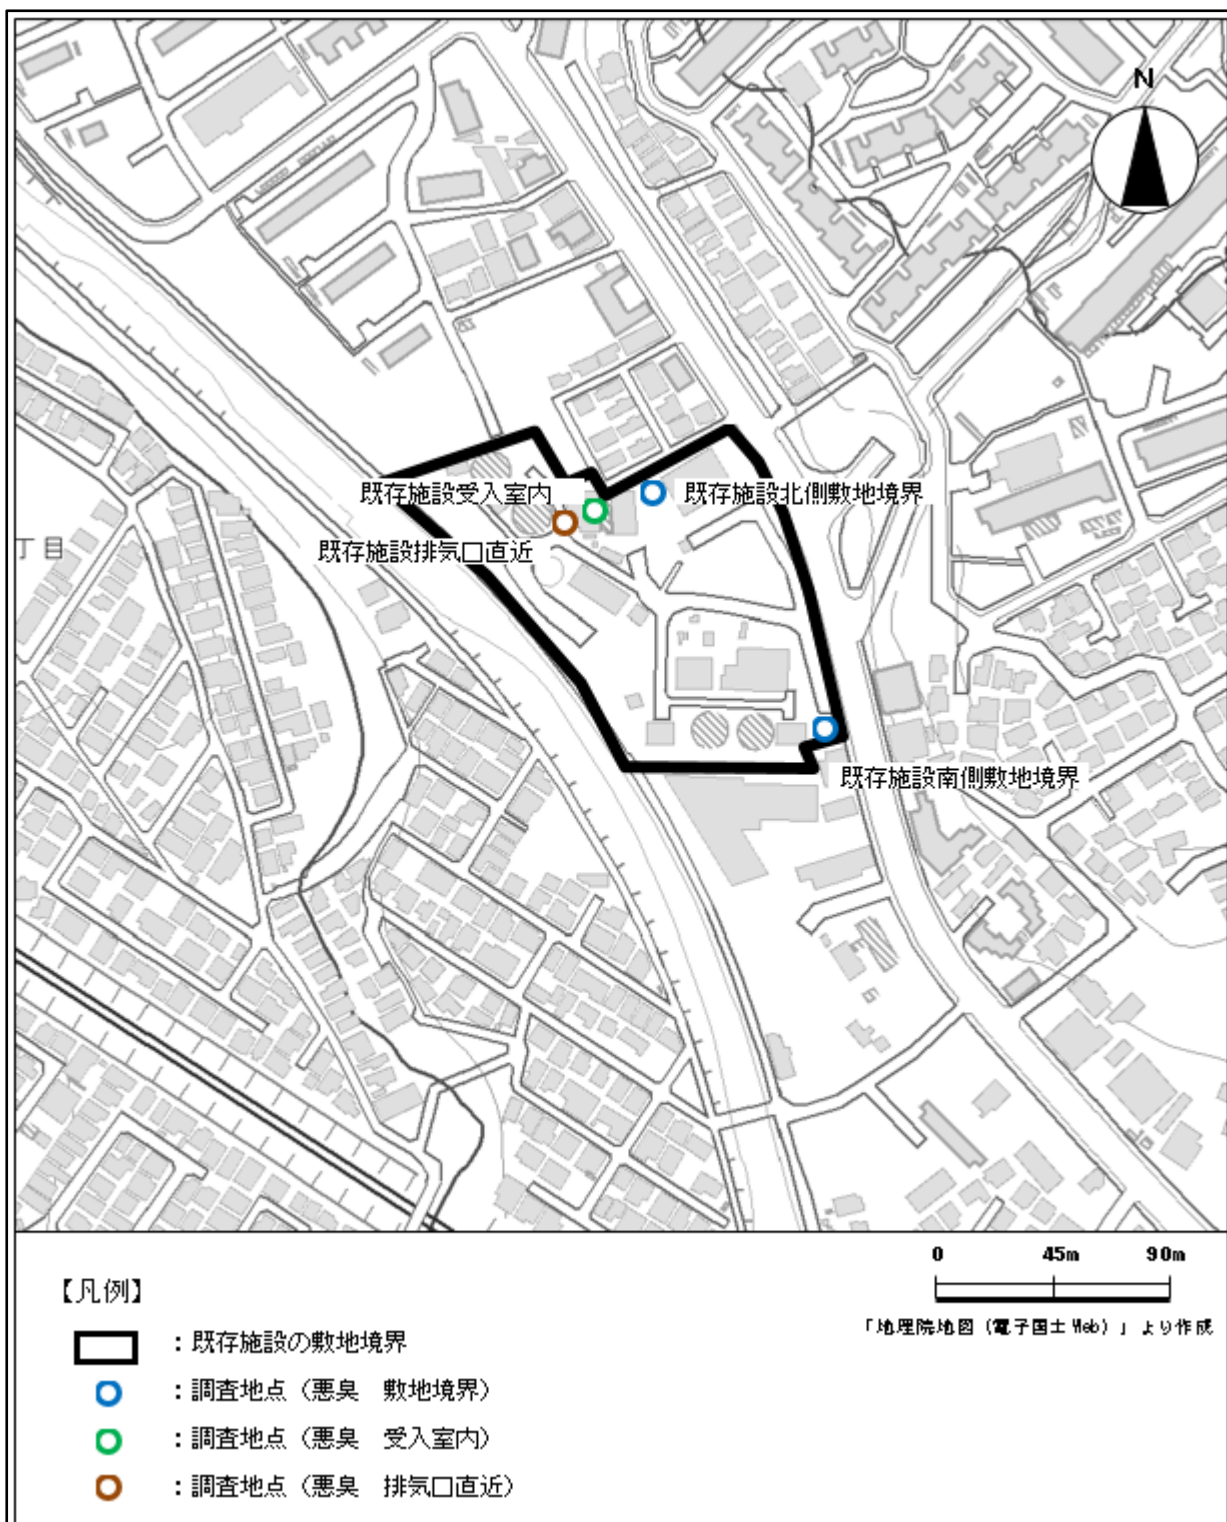 N
既存施設受入室内
既存施設北側敷地境界
既存施設排気口直近
丁目
既存施設南側敷地境界
0 45m 90m
「地理院地図（電子国土Web）」より作成
【凡例】
：既存施設の敷地境界
：調査地点（悪臭　敷地境界）
：調査地点（悪臭　受入室内）
：調査地点（悪臭　排気口直近）